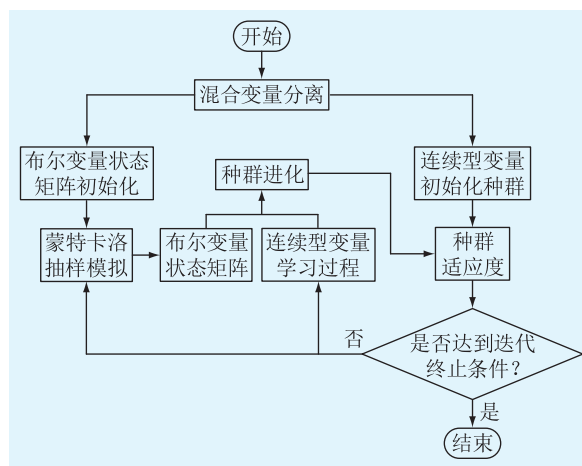 开始
混合变量分离
布尔变量状态
矩阵初始化
种群进化
连续型变量
初始化种群
蒙特卡洛
抽样模拟
布尔变量
状态矩阵
连续型变量
学习过程
种群
适应度
否
是否达到迭代
终止条件？
是
结束